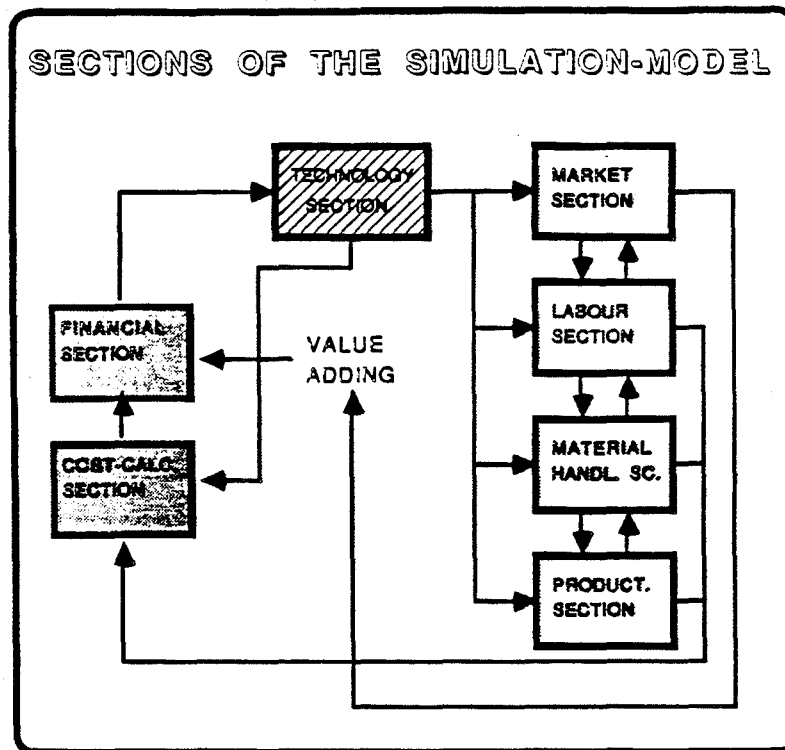 SECTIONS OF THE SIMULATION-MODEL
TECHNOLOGY
SECTION
MARKET
SECTION
FINANCIAL
SECTION
VALUE
ADDING
LABOUR
SECTION
COST-CALC.
SECTION
MATERIAL
HANDL. SC.
PRODUCT.
SECTION